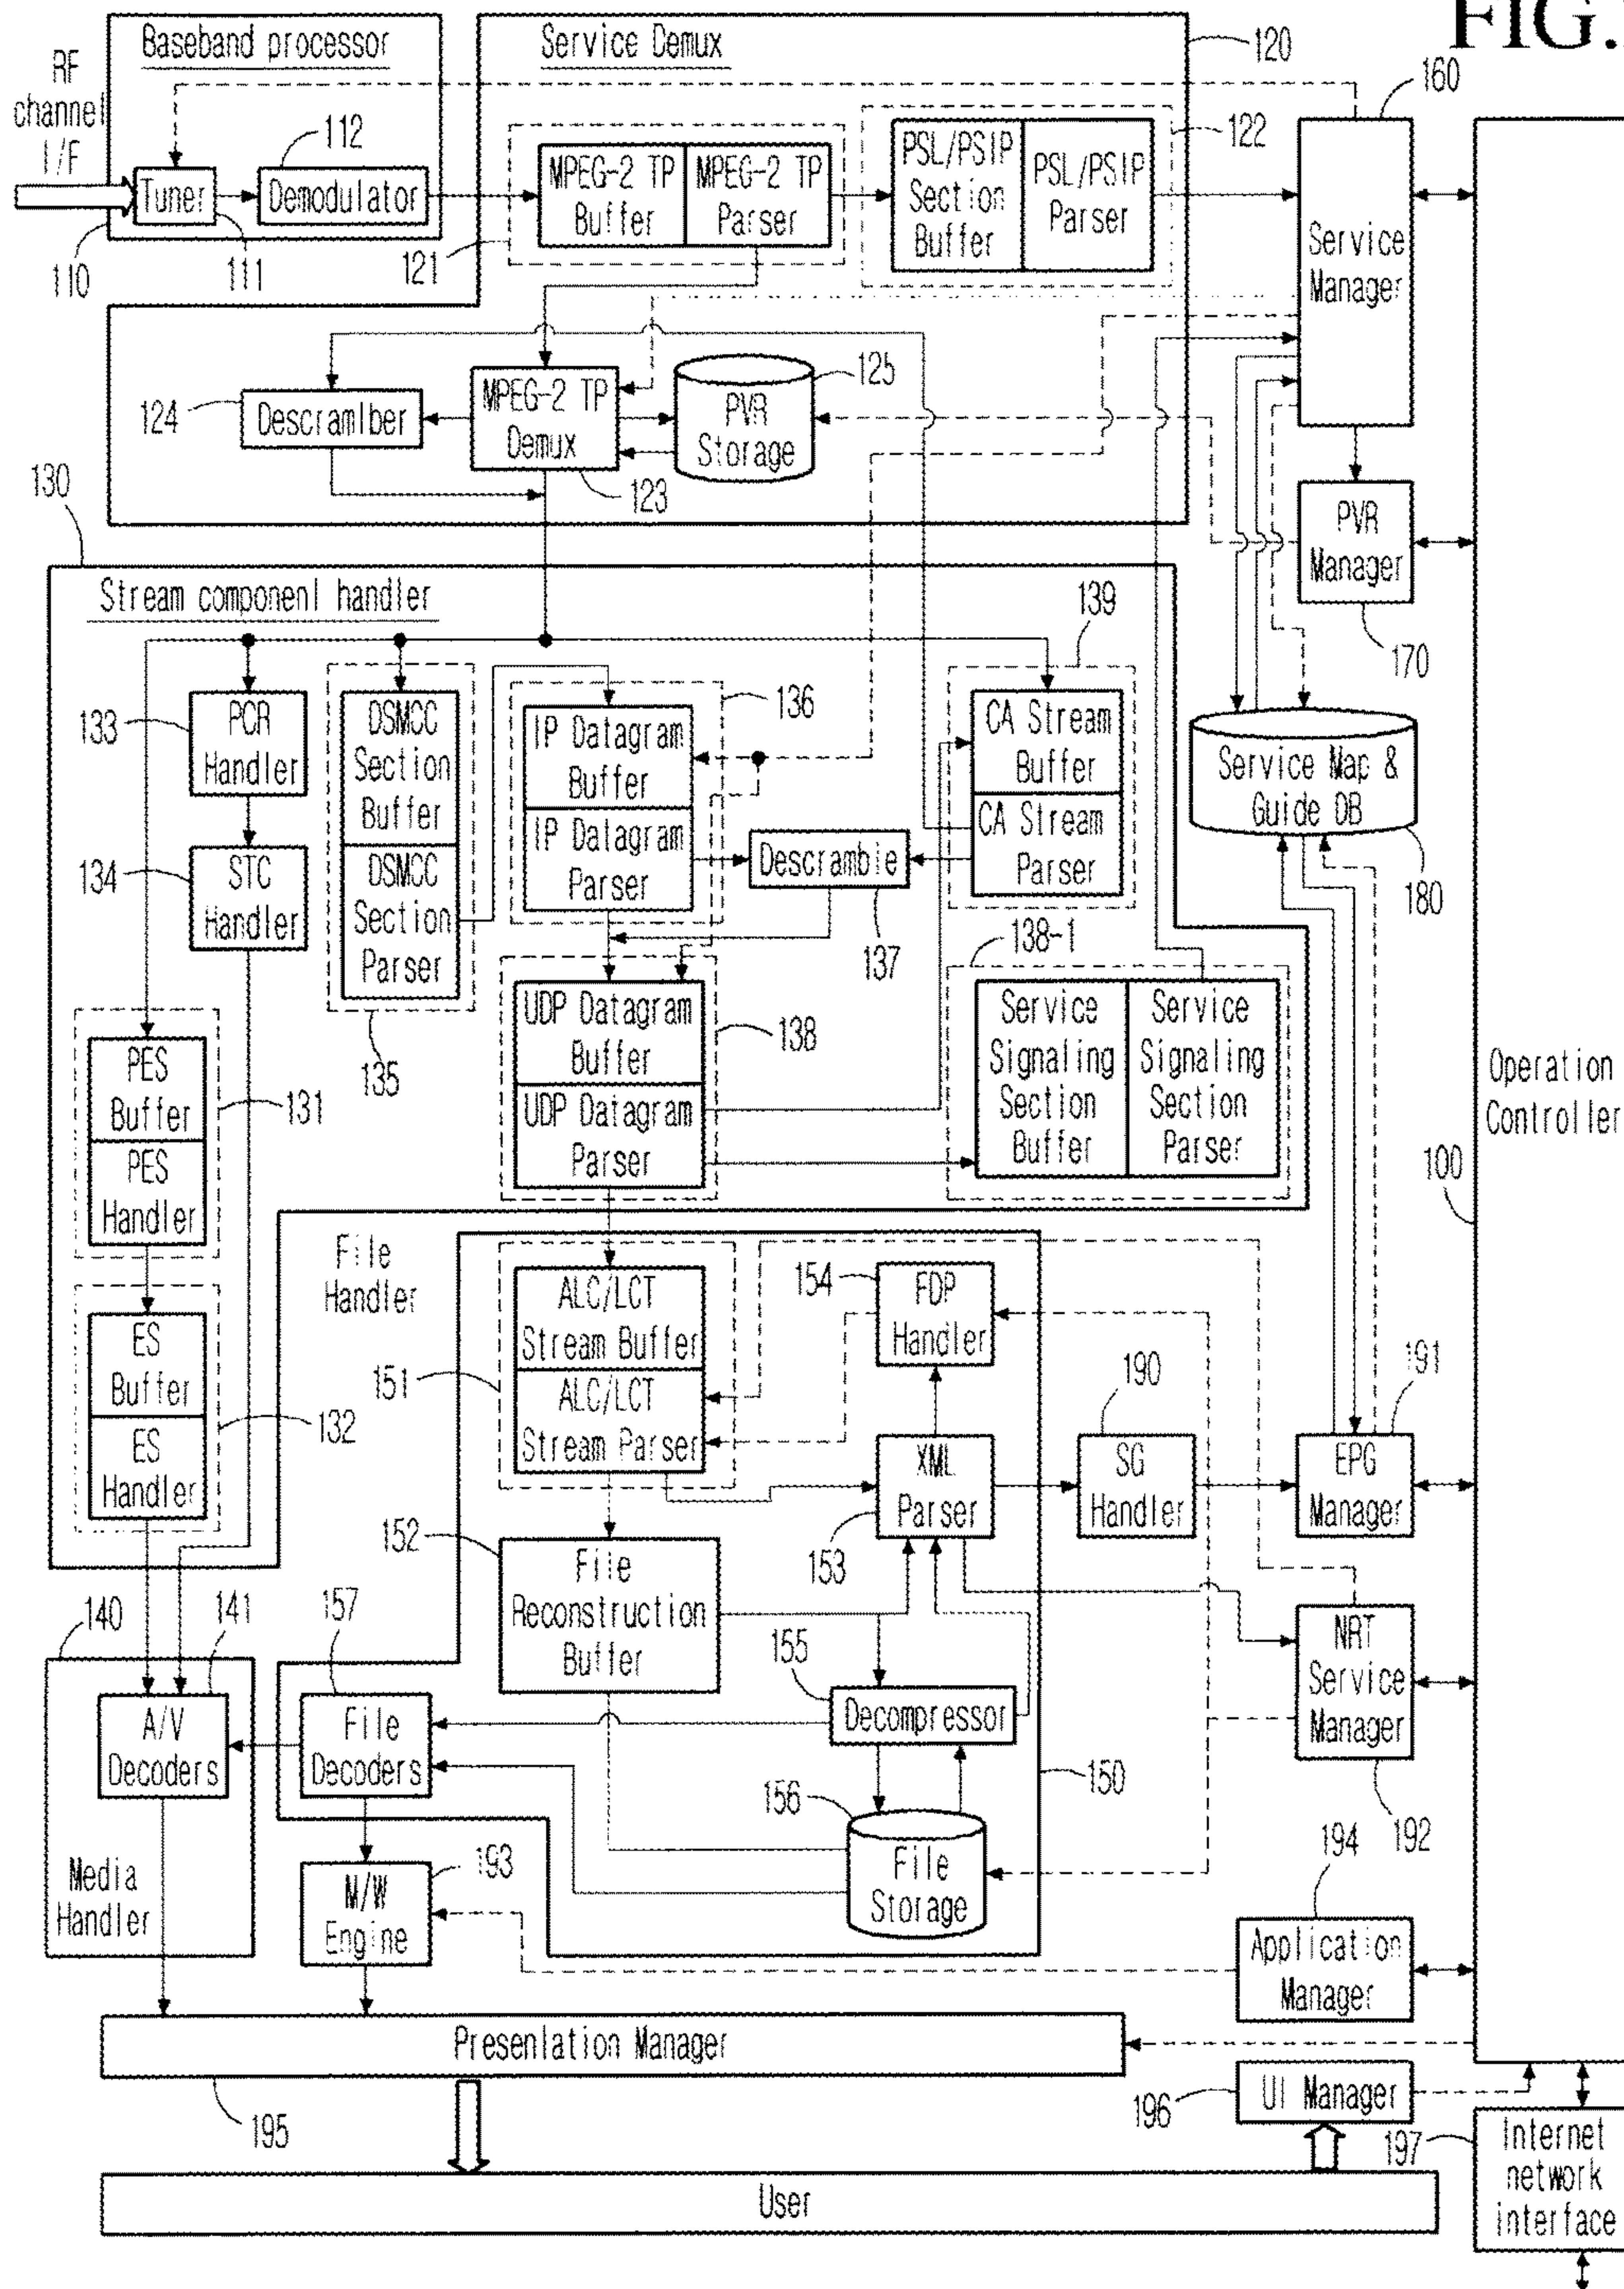 FIG.
Baseband processor
Service Demux
120
160
RF
channel
I/F
112
122
Tuner
Demodulator
MPEG-2 TP
Buffer
MPEG-2 TP
Parser
PSL/PSIP
Section
Buffer
PSL/PSIP
Parser
Service
Manager
110
111
121
124
Descramlber
MPEG-2 TP
Demux
125
PVR
Storage
123
130
PVR
Manager
170
Stream componenl handler
139
133
PCR
Handler
DSMCC
Section
Buffer
136
IP Datagram
Buffer
CA Stream
Buffer
Service Map &
Guide DB
134
STC
Handler
DSMCC
Section
Parser
IP Datagram
Parser
Descramble
CA Stream
Parser
180
137
138-1
135
UDP Datagram
Buffer
138
Service
Signaling
Section
Buffer
Service
Signaling
Section
Parser
PES
Buffer
131
UDP Datagram
Parser
Operation
Controller
100
PES
Handler
File
Handler
154
FDP
Handler
ALC/LCT
Stream Buffer
151
ALC/LCT
Stream Parser
190
191
ES
Buffer
132
ES
Handler
XML
Parser
SG
Handler
EPG
Manager
152
File
Reconstruction
Buffer
153
140
141
157
155
NRT
Service
Manager
A/V
Decoders
File
Decoders
Decompressor
150
156
192
File
Storage
194
Media
Handler
193
M/W
Engine
Application
Manager
Presenlation Manager
195
196
UI Manager
197
Internet
network
interface
User